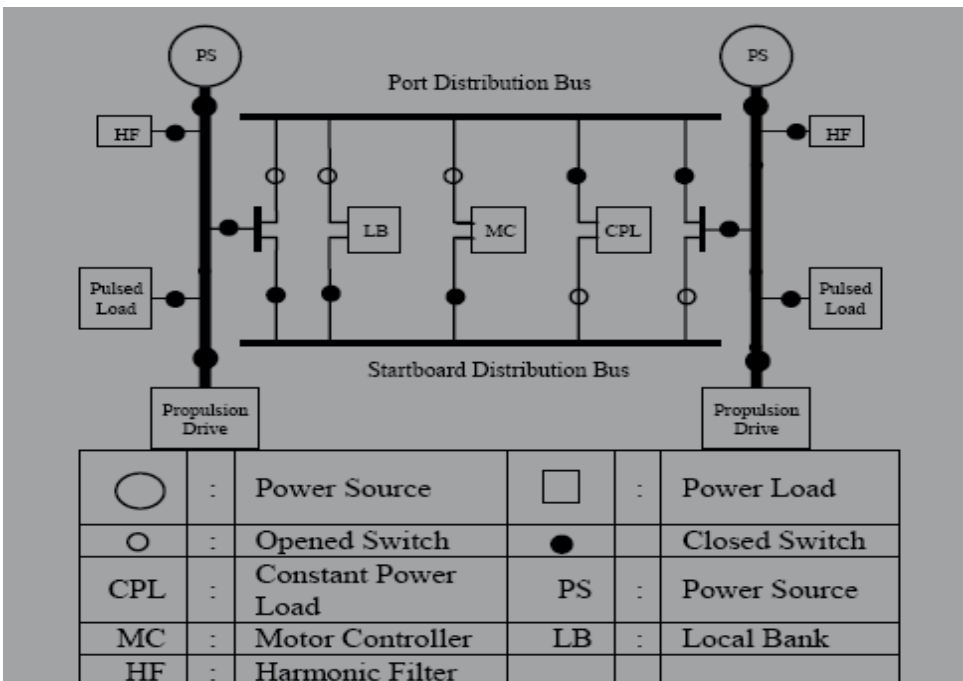 PS
PS
Port Distribution Bus
HF
HF
LB
MC
CPL
Pulsed
Load
Pulsed
Load
Startboard Distribution Bus
Propulsion
Drive
Propulsion
Drive
: Power Source : Power Load
: Opened Switch Closed Switch
CPL : Constant Power
Load PS : Power Source
MC : Motor Controller LB : Local Bank
HF : Harmonic Filter